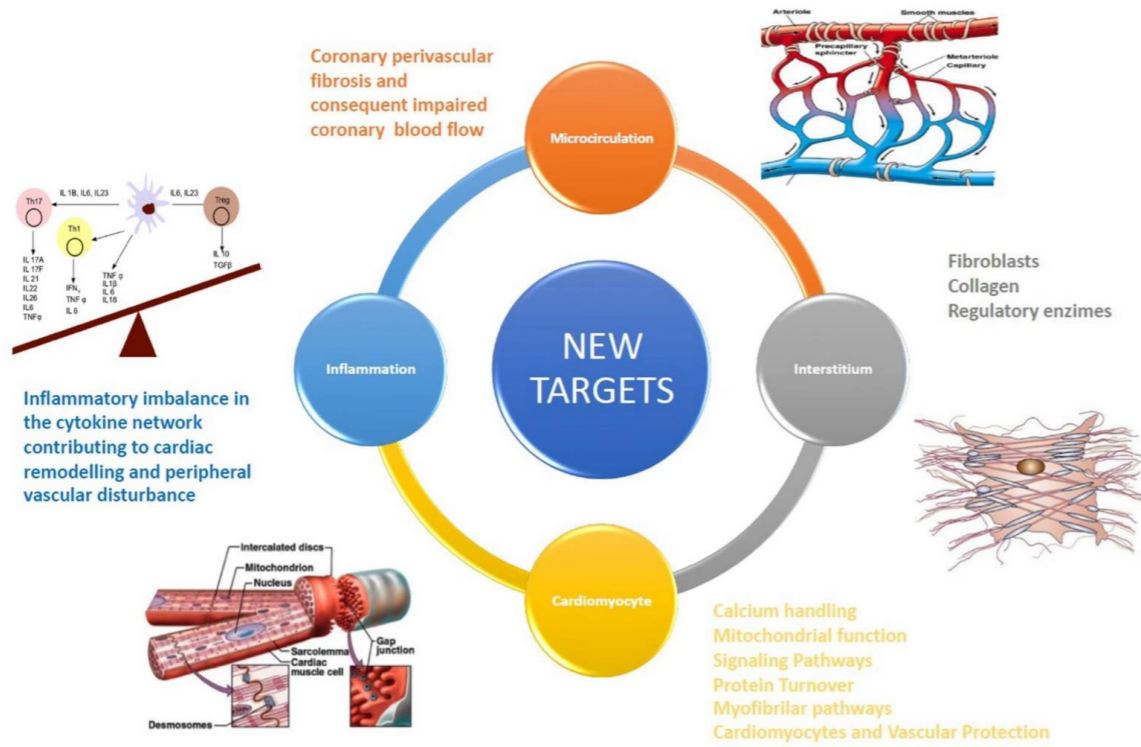 Coronary perivascular
fibrosis and
consequent impaired
coronary blood flow
Microcirculation
Arteriole
Smooth muscles
Precapillary
sphincter
Metarteriole
Capillary
IL 1B, IL6, IL23
IL6, IL23
Th17
Th1
Treg
IL 17A
IL 17F
IL 21
IL22
IL26
IL6
TNFφ
IFNγ
TNF φ
IL 6
TNF φ
IL1β
IL 6
IL18
IL 10
TGFβ
Inflammation
NEW
TARGETS
Interstitium
Fibroblasts
Collagen
Regulatory enzimes
Inflammatory imbalance in
the cytokine network
contributing to cardiac
remodelling and peripheral
vascular disturbance
Cardiomyocyte
Intercalated discs
Mitochondrion
Nucleus
Gap
junction
Sarcolemma
Cardiac
muscle cell
Desmosomes
Calcium handling
Mitochondrial function
Signaling Pathways
Protein Turnover
Myofibrilar pathways
Cardiomyocytes and Vascular Protection